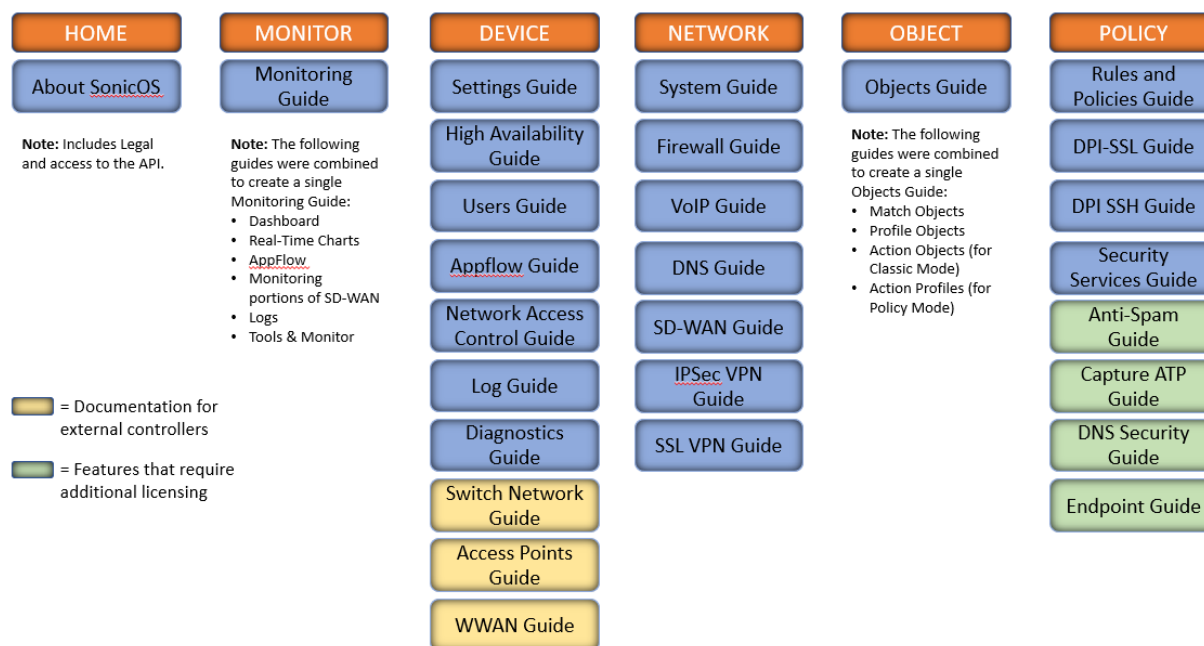 HOME
About SonicOS
Note: Includes Legal
and access to the API.
MONITOR
Monitoring
Guide
Note: The following
guides were combined
to create a single
Monitoring Guide:
• Dashboard
• Real-Time Charts
• AppFlow
• Monitoring
portions of SD-WAN
• Logs
• Tools & Monitor
DEVICE
Settings Guide
High Availability
Guide
Users Guide
Appflow Guide
Network Access
Control Guide
Log Guide
Diagnostics
Guide
Switch Network
Guide
Access Points
Guide
WWAN Guide
NETWORK
System Guide
Firewall Guide
VoIP Guide
DNS Guide
SD-WAN Guide
IPSec VPN
Guide
SSL VPN Guide
OBJECT
Objects Guide
Note: The following
guides were combined
to create a single
Objects Guide:
• Match Objects
• Profile Objects
• Action Objects (for
Classic Mode)
• Action Profiles (for
Policy Mode)
POLICY
Rules and
Policies Guide
DPI-SSL Guide
DPI SSH Guide
Security
Services Guide
Anti-Spam
Guide
Capture ATP
Guide
DNS Security
Guide
Endpoint Guide
= Documentation for
external controllers
= Features that require
additional licensing